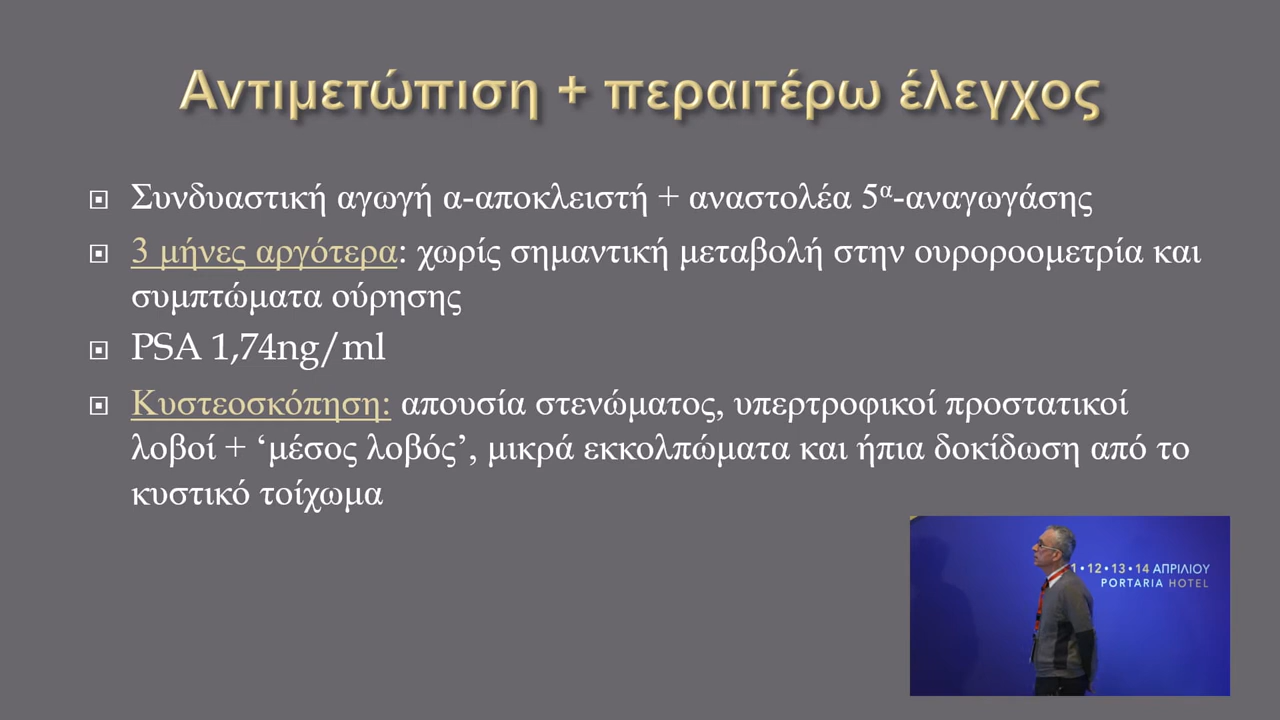 Αντιμετώπιση + περαιτέρω έλεγχος
Συνδυαστική αγωγή α-αποκλειστή + αναστολέα 5α-αναγωγάσης
3 μήνες αργότερα: χωρίς σημαντική μεταβολή στην ουροροομετρία και
συμπτώματα ούρησης
PSA 1,74ng/ml
Κυστεοσκόπηση: απουσία στενώματος, υπερτροφικοί προστατικοί
λοβοί + ‘μέσος λοβός’, μικρά εκκολπώματα και ήπια δοκίδωση από το
κυστικό τοίχωμα
1 • 12 • 13 • 14 ΑΠΡΙΛΙΟΥ
PORTARIA HOTEL